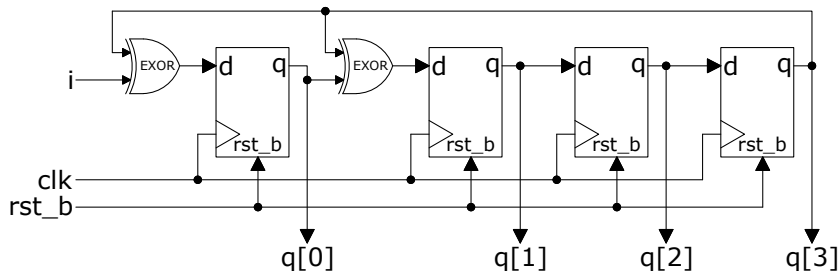 EXOR EXOR
i d q d q d q d q
rst_b rst_b rst_b rst_b
clk
rst_b
q[0] q[1] q[2] q[3]